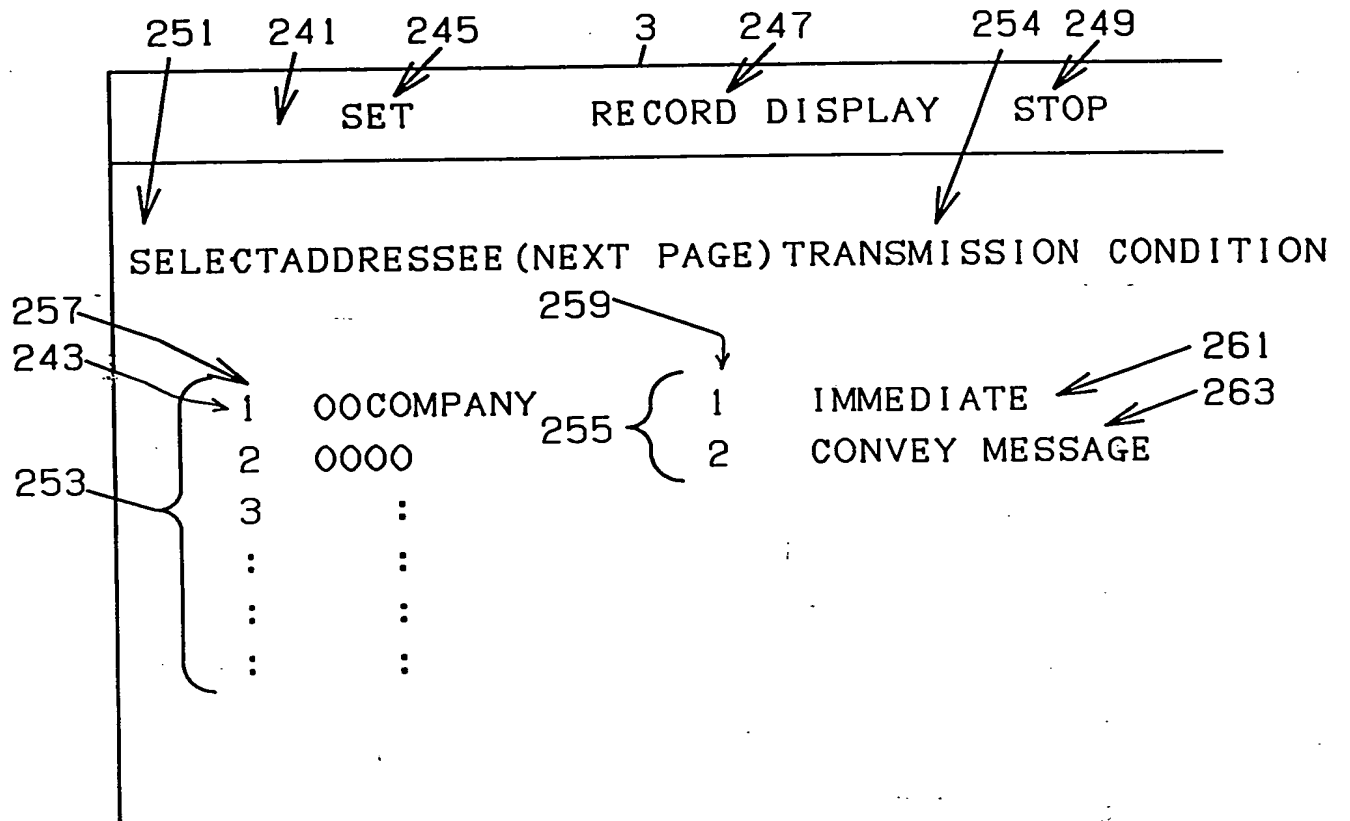 251 241 245 3 247 254 249
SET RECORD DISPLAY STOP
SELECTADDRESSEE (NEXT PAGE) TRANSMISSION CONDITION
257 259
243 261
1 OOCOMPANY 1 IMMEDIATE 263
255
2 OOOO 2 CONVEY MESSAGE
253
3 :
: :
: :
: :